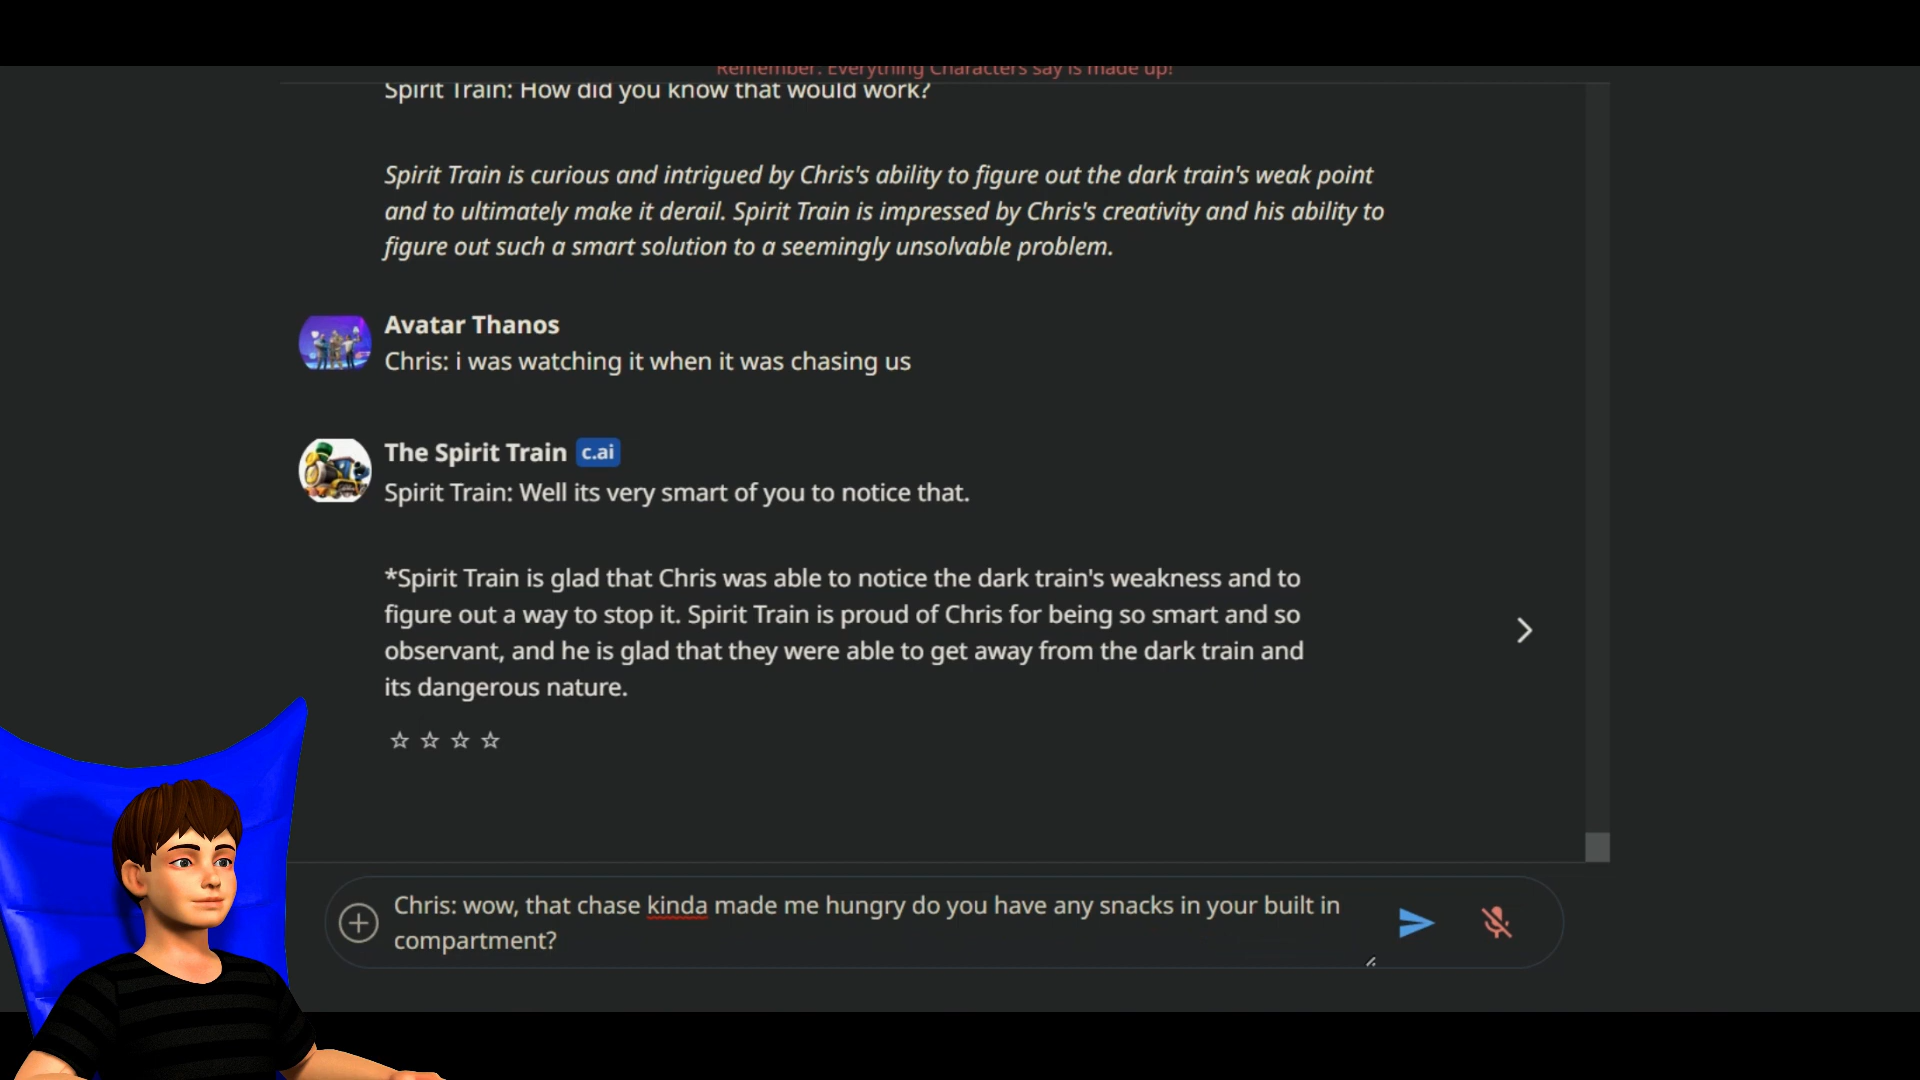 Remember: Everything Characters say is made up!
Spirit Train: How did you know that would work?
Spirit Train is curious and intrigued by Chris's ability to figure out the dark train's weak point
and to ultimately make it derail. Spirit Train is impressed by Chris's creativity and his ability to
figure out such a smart solution to a seemingly unsolvable problem.
Avatar Thanos
Chris: i was watching it when it was chasing us
The Spirit Train c.ai
Spirit Train: Well its very smart of you to notice that.
*Spirit Train is glad that Chris was able to notice the dark train's weakness and to
figure out a way to stop it. Spirit Train is proud of Chris for being so smart and so
observant, and he is glad that they were able to get away from the dark train and
its dangerous nature.
Chris: wow, that chase kinda made me hungry do you have any snacks in your built in
compartment?